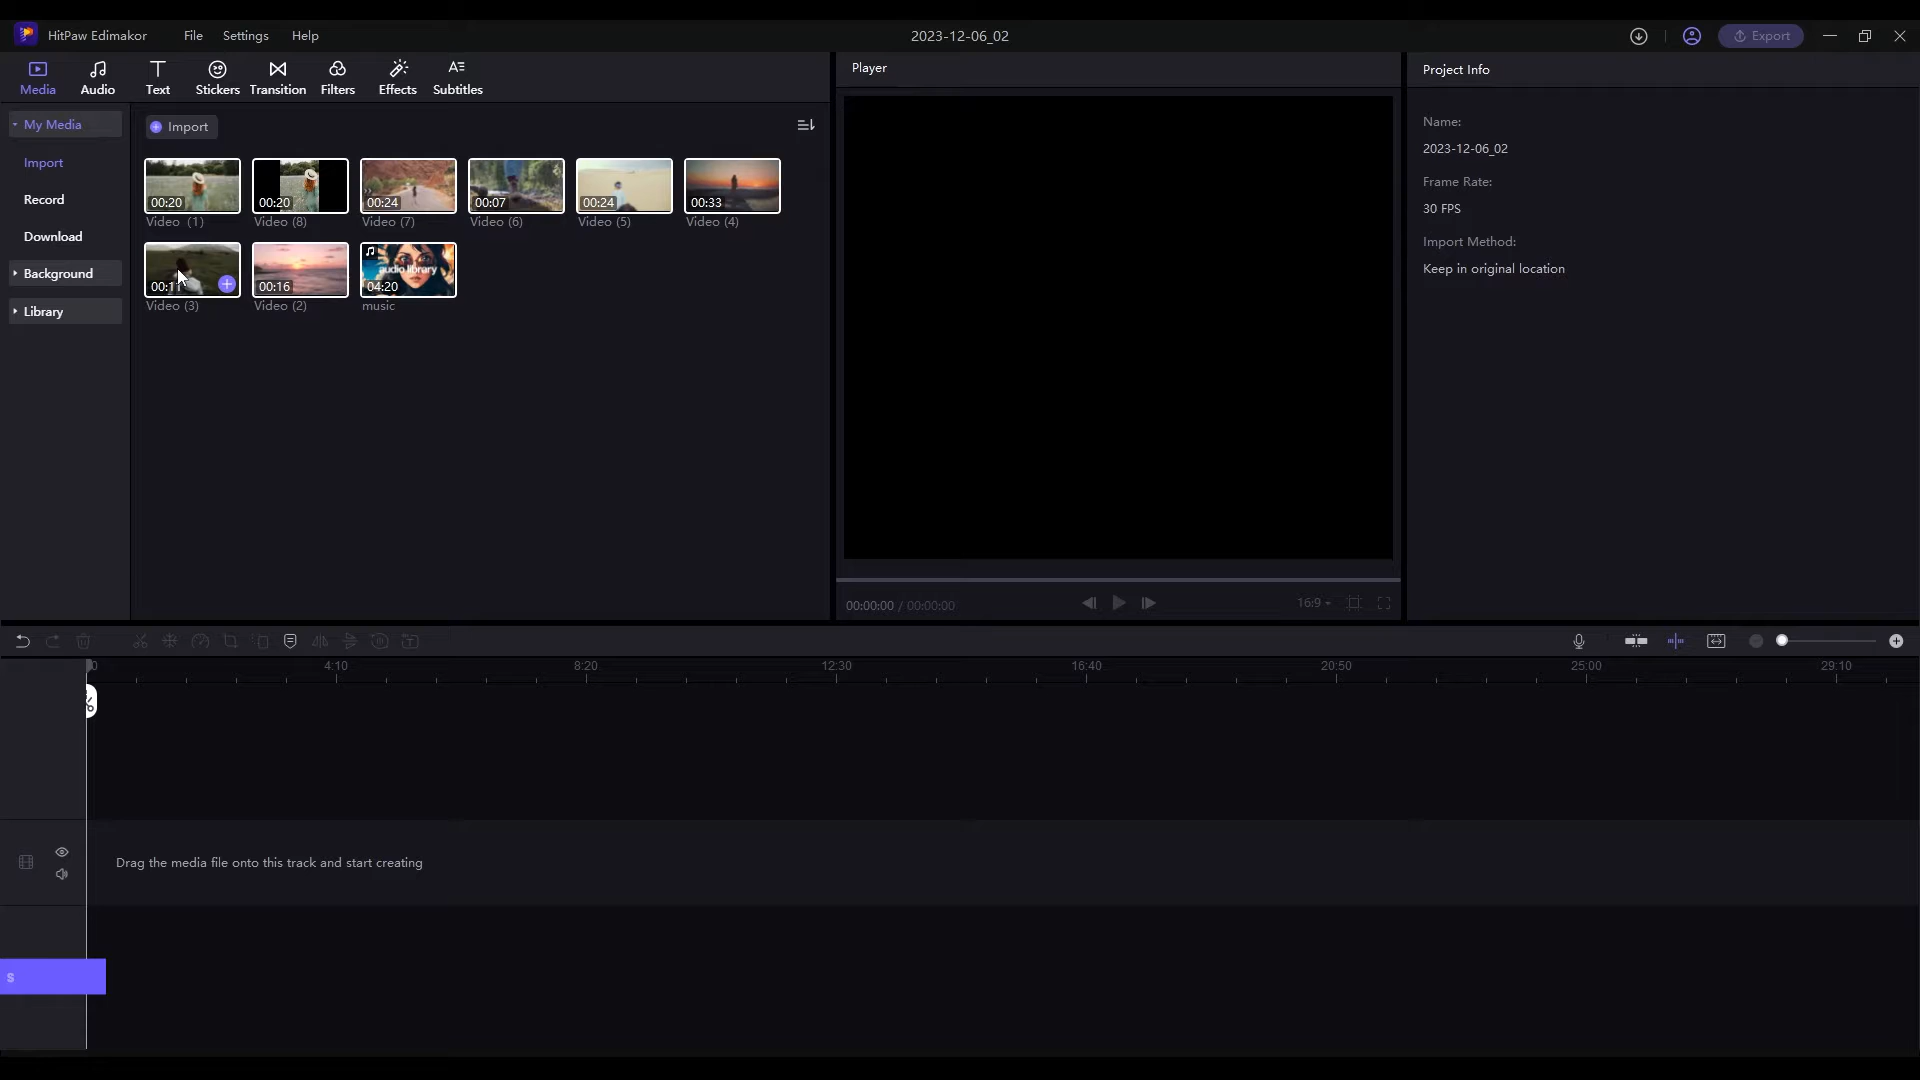 HitPaw Edimakor File Settings Help 2023-12-06_02 Export
Media Audio Text Stickers Transition Filters Effects Subtitles
Player
Project Info
My Media
Import
Record
Download
Background
Library
Import
00:20 00:20 00:24 00:07 00:24 00:33
Video (1) Video (8) Video (7) Video (6) Video (5) Video (4)
audio library
00:11 00:16 04:20
Video (3) Video (2) music
00:00:00 / 00:00:00 16:9
Name:
2023-12-06_02
Frame Rate:
30 FPS
Import Method:
Keep in original location
0 4:10 8:20 12:30 16:40 20:50 25:00 29:10
Drag the media file onto this track and start creating
S